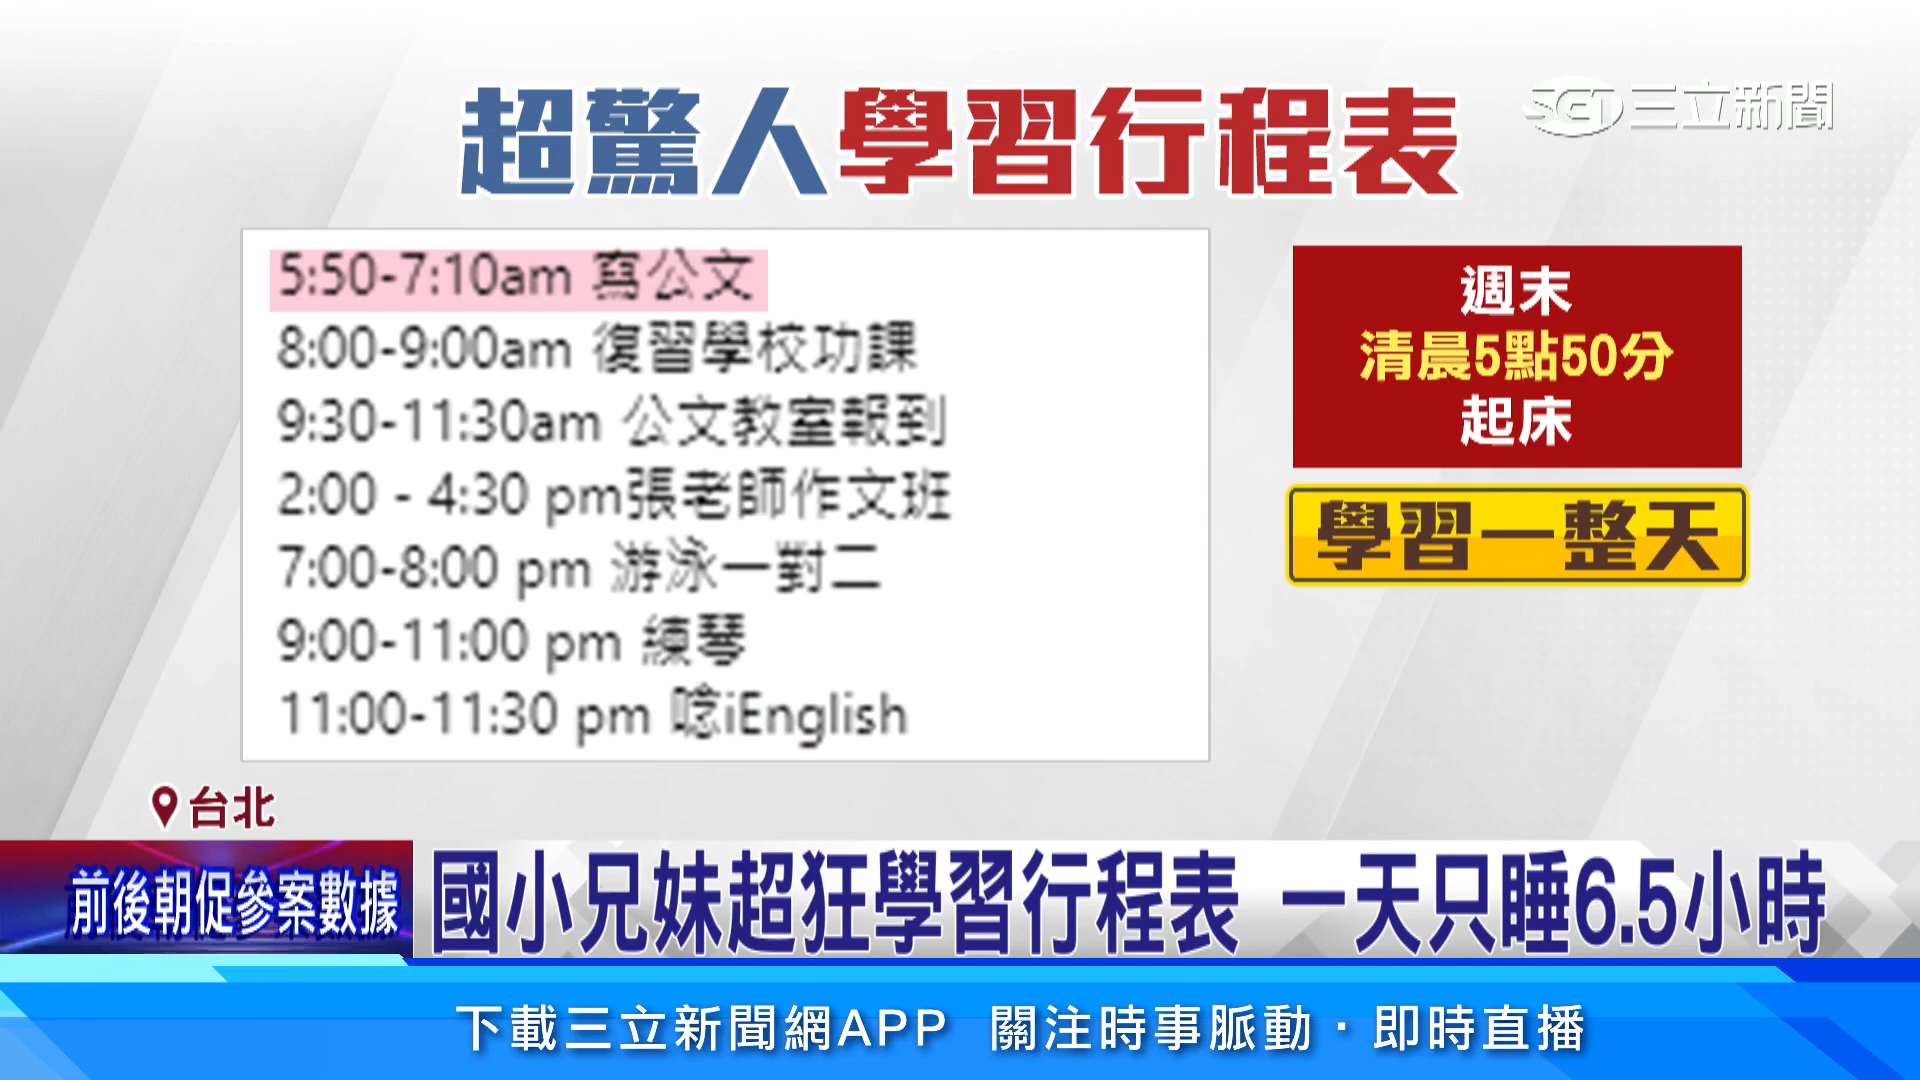 超驚人學習行程表
SET三立新聞
5:50-7:10am 寫公文
8:00-9:00am 復習學校功課
9:30-11:30am 公文教室報到
2:00 - 4:30 pm張老師作文班
7:00-8:00 pm 游泳一對二
9:00-11:00 pm 練琴
11:00-11:30 pm 唸iEnglish
週末
清晨5點50分
起床
學習一整天
台北
前後朝促參案數據
國小兄妹超狂學習行程表 一天只睡6.5小時
下載三立新聞網APP 關注時事脈動·即時直播